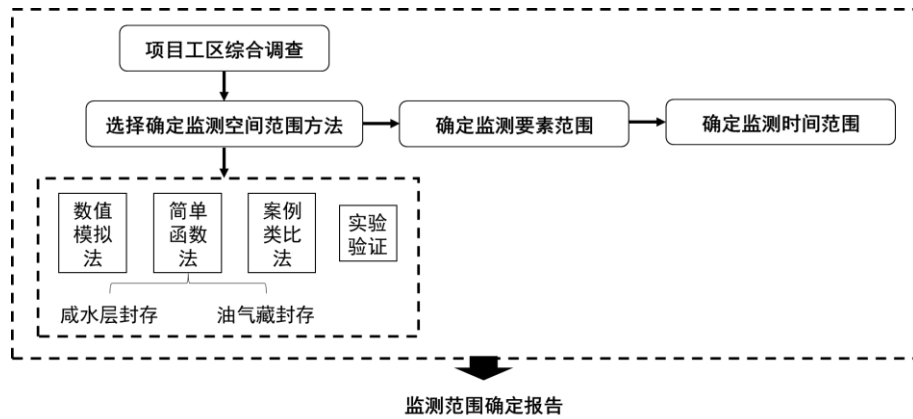 项目工区综合调查
选择确定监测空间范围方法
确定监测要素范围
确定监测时间范围
数值
模拟
法
简单
函数
法
案例
类比
法
实验
验证
咸水层封存
油气藏封存
监测范围确定报告